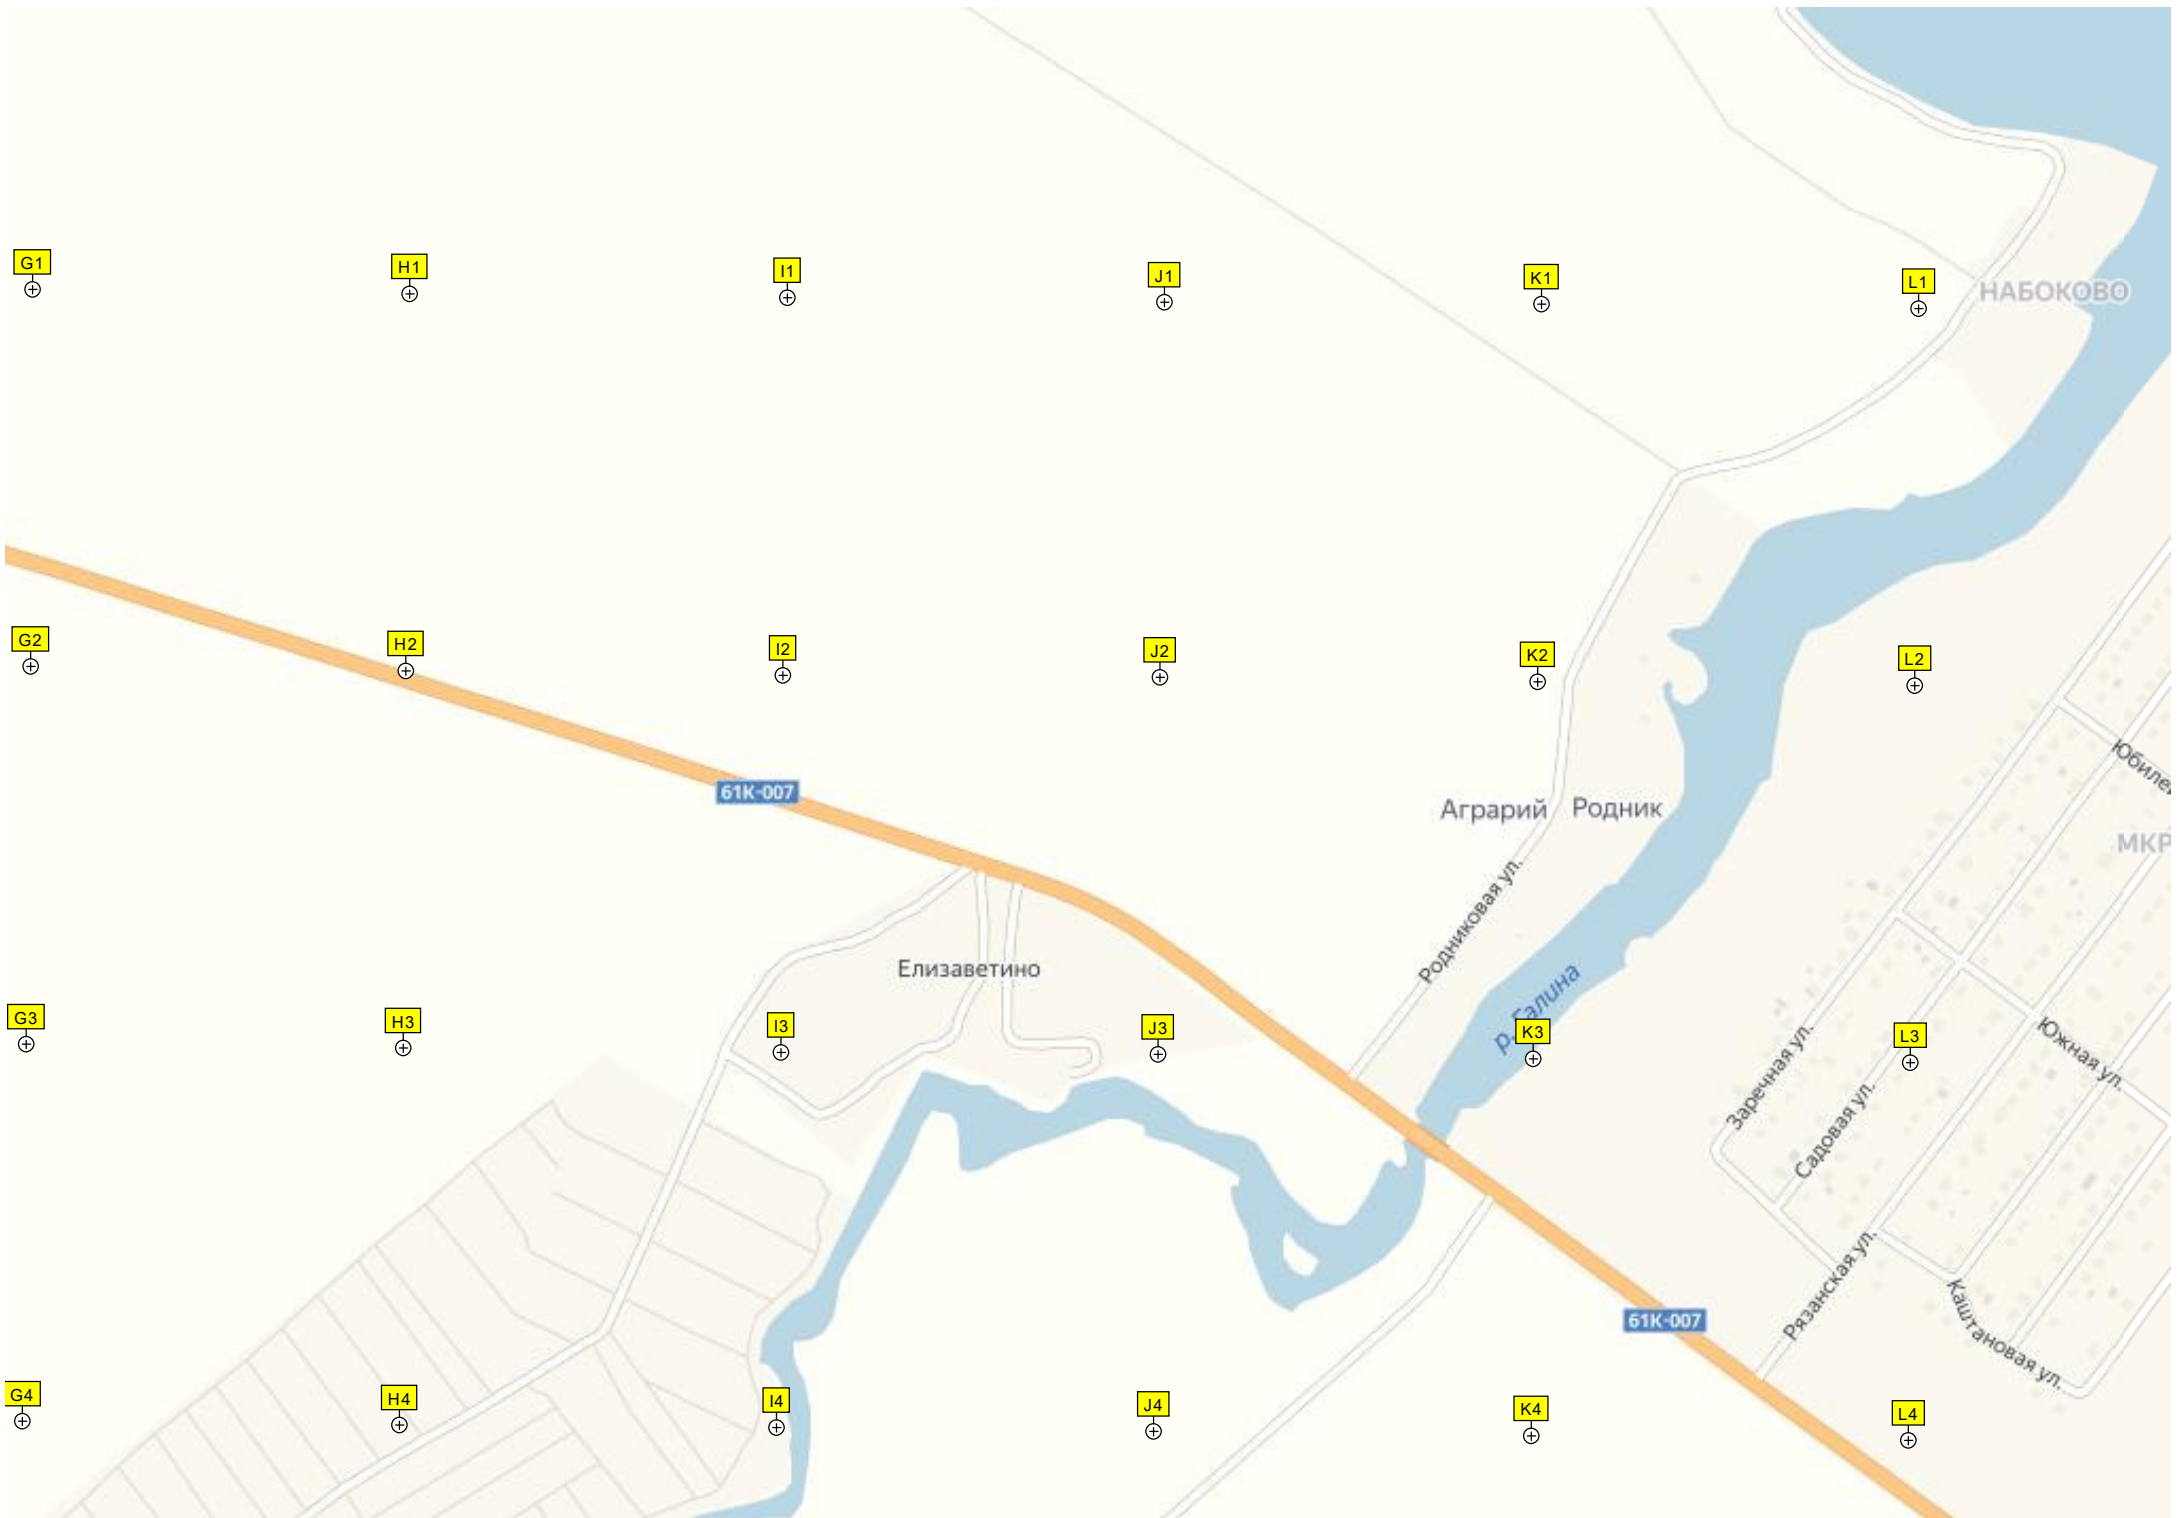 G1
H1
I1
J1
K1
L1
НАБОКОВО
G2
H2
I2
J2
K2
L2
Юбилей
61К-007
Аграрий
Родник
МКР
Родниковая ул.
Елизаветино
р. Галина
G3
H3
I3
J3
K3
L3
Заречная ул.
Южная ул.
Садовая ул.
Рязанская ул.
61К-007
Каштановая ул.
G4
H4
I4
J4
K4
L4